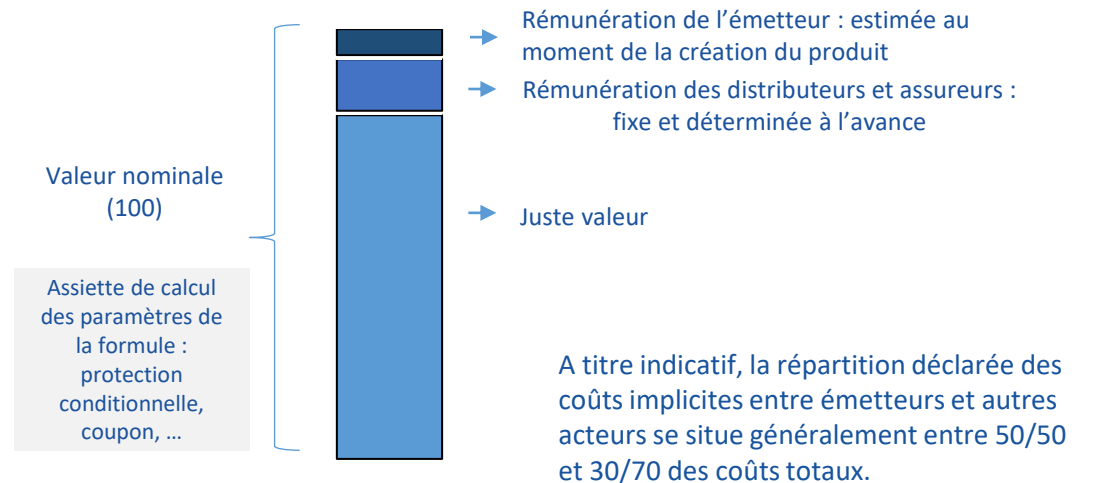 Rémunération de l’émetteur : estimée au
moment de la création du produit
Rémunération des distributeurs et assureurs :
fixe et déterminée à l’avance
Valeur nominale
(100)
Juste valeur
Assiette de calcul
des paramètres de
la formule :
protection
conditionnelle,
coupon, …
A titre indicatif, la répartition déclarée des
coûts implicites entre émetteurs et autres
acteurs se situe généralement entre 50/50
et 30/70 des coûts totaux.